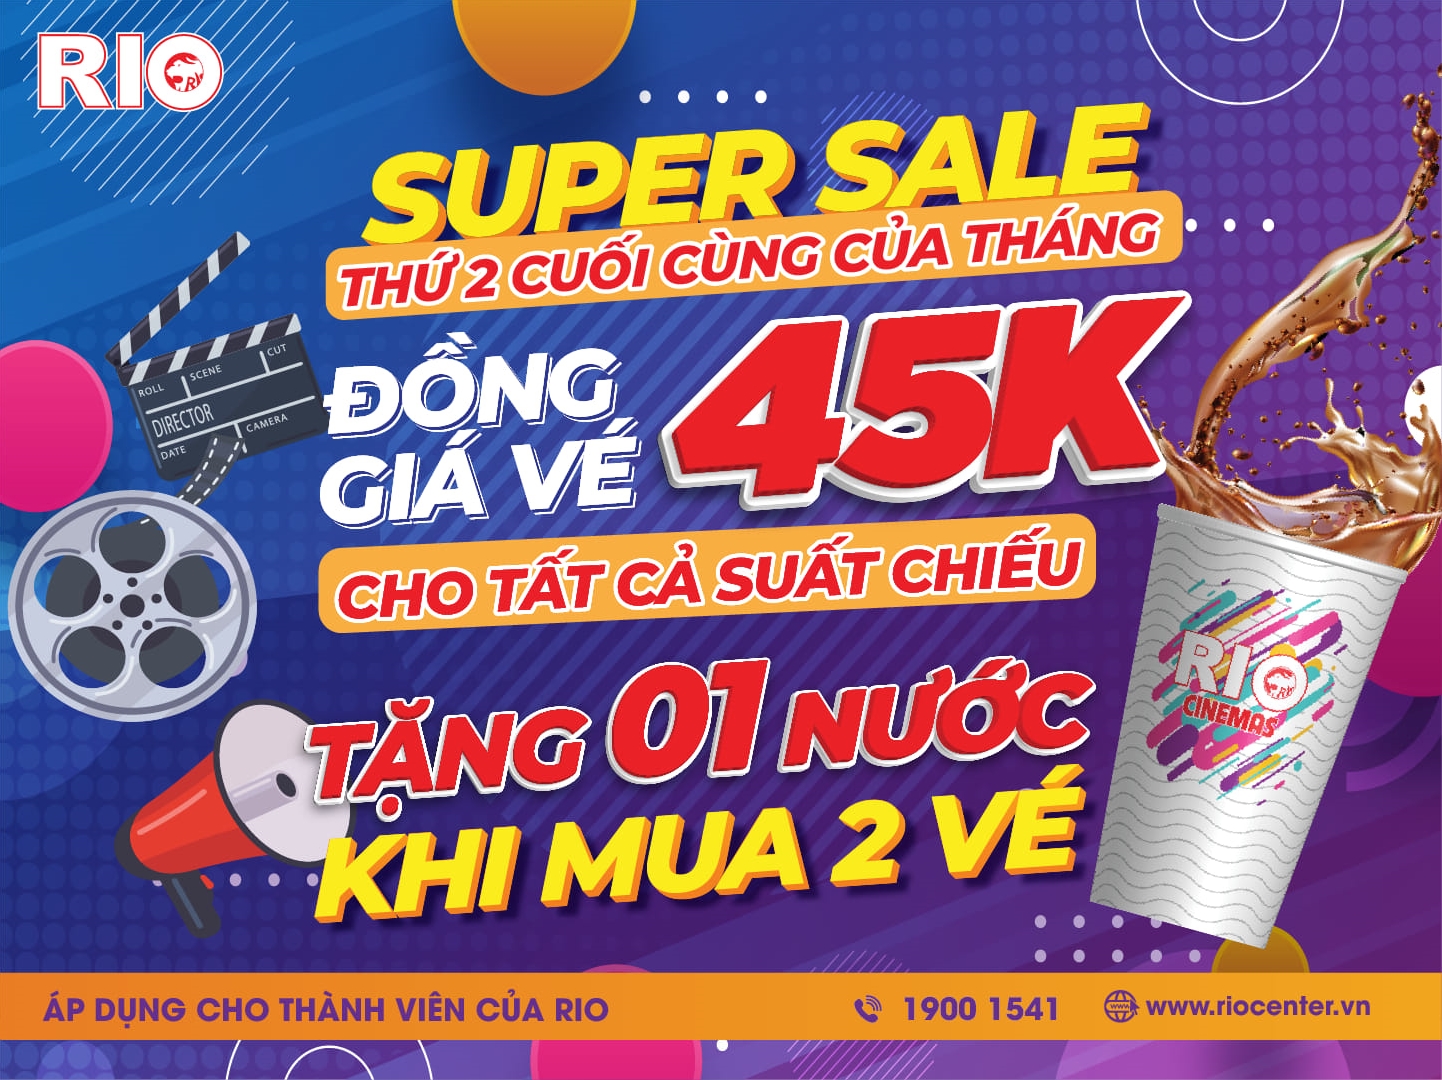 RIO
SUPER SALE
THỨ 2 CUỐI CÙNG CỦA THÁNG
ĐỒNG
GIÁ VÉ
45K
CHO TẤT CẢ SUẤT CHIẾU
TẶNG 01 NƯỚC
KHI MUA 2 VÉ
ROLL
SCENE
CUT
DIRECTOR
CAMERA
DATE
RIO
CINEMAS
ÁP DỤNG CHO THÀNH VIÊN CỦA RIO
1900 1541
www.riocenter.vn